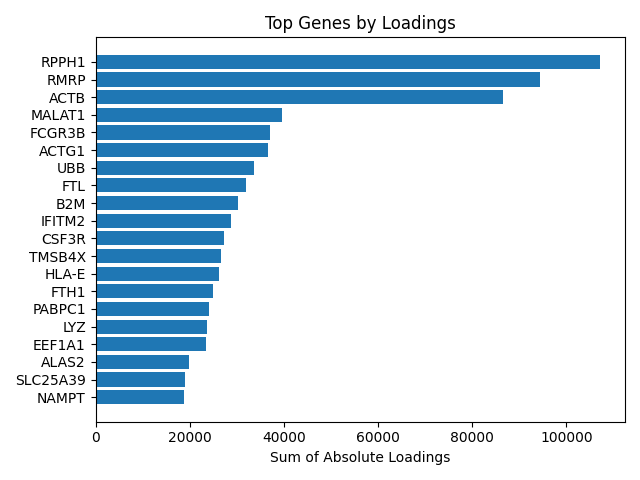 Top Genes by Loadings
RPPH1
RMRP
ACTB
MALAT1
FCGR3B
ACTG1
UBB
FTL
B2M
IFITM2
CSF3R
TMSB4X
HLA-E
FTH1
PABPC1
LYZ
EEF1A1
ALAS2
SLC25A39
NAMPT
0 20000 40000 60000 80000 100000
Sum of Absolute Loadings